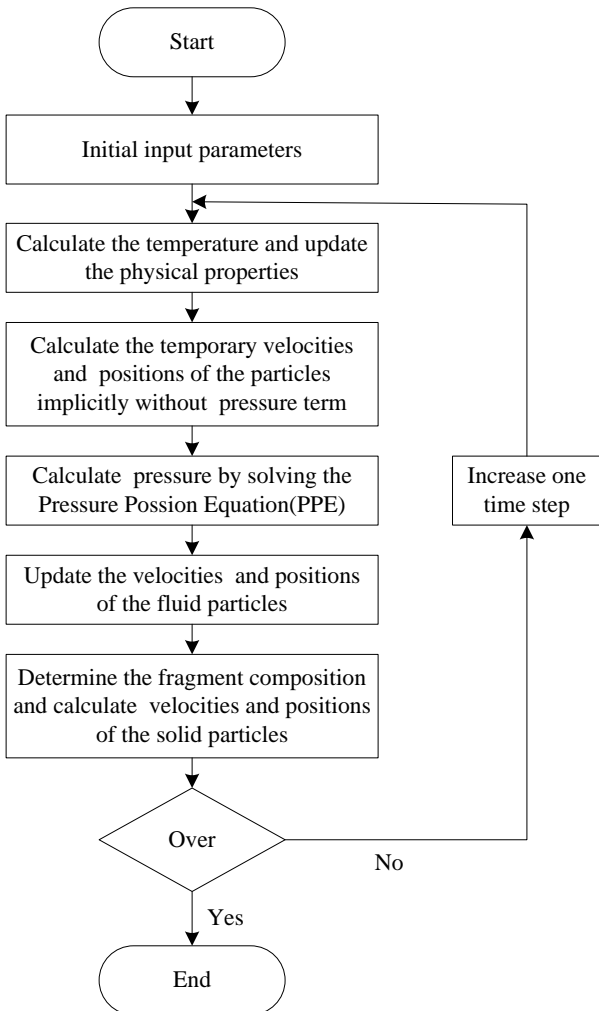 Start
Initial input parameters
Calculate the temperature and update
the physical properties
Calculate the temporary velocities
and positions of the particles
implicitly without pressure term
Calculate pressure by solving the
Pressure Possion Equation(PPE)
Increase one
time step
Update the velocities and positions
of the fluid particles
Determine the fragment composition
and calculate velocities and positions
of the solid particles
Over
No
Yes
End